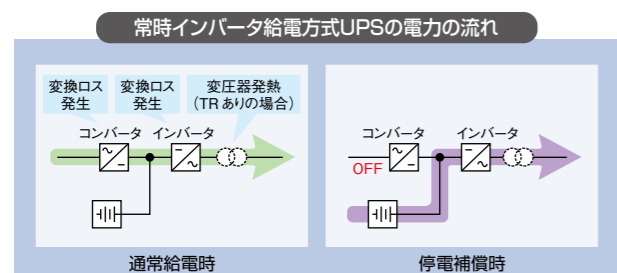 常時インバータ給電方式UPSの電力の流れ
変換ロス
発生
変換ロス
発生
変圧器発熱
（TRありの場合）
コンバータ
インバータ
通常給電時
コンバータ
インバータ
OFF
停電補償時